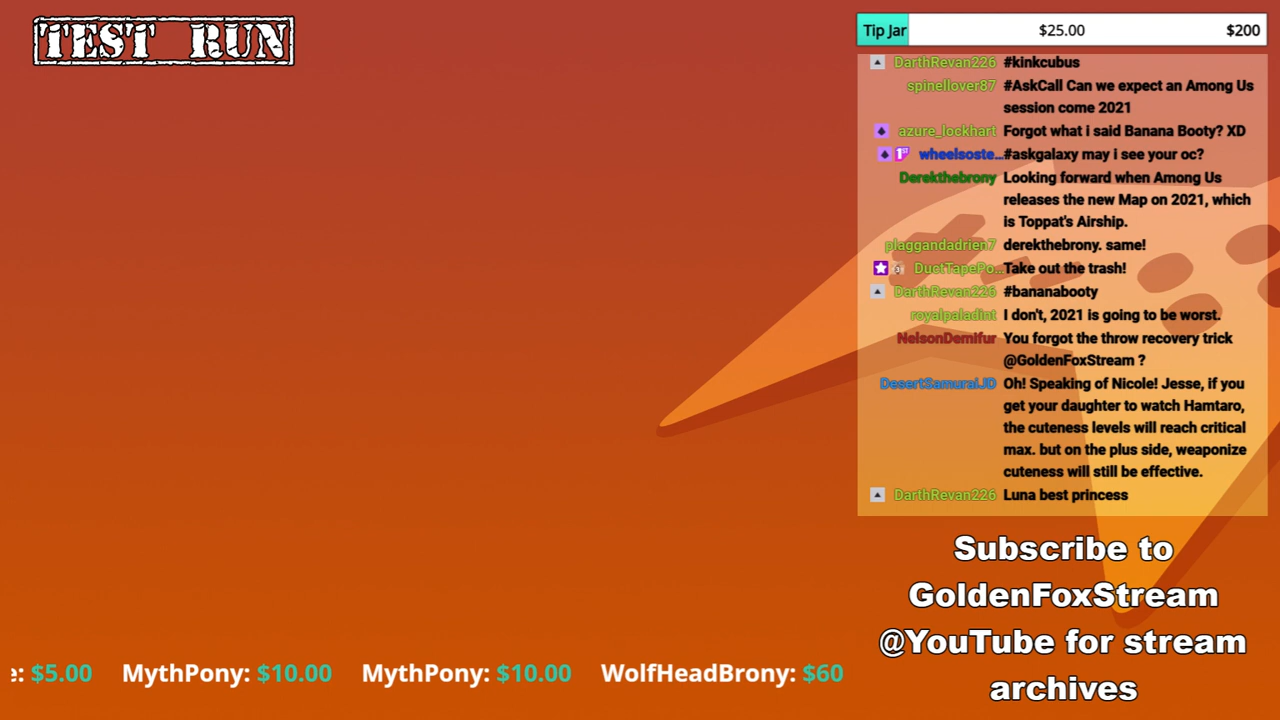 TEST RUN
Tip Jar $25.00 $200
DarthRevan226 #kinkcubus
spinellover87 #AskCall Can we expect an Among Us
session come 2021
azure_lockhart Forgot what i said Banana Booty? XD
1ST wheelsoste... #askgalaxy may i see your oc?
Derekthebrony Looking forward when Among Us
releases the new Map on 2021, which
is Toppat's Airship.
plaggandadrien7 derekthebrony. same!
DuctTapePo... Take out the trash!
DarthRevan226 #bananabooty
royalpaladint I don't, 2021 is going to be worst.
NelsonDemifur You forgot the throw recovery trick
@GoldenFoxStream ?
DesertSamuraiJD Oh! Speaking of Nicole! Jesse, if you
get your daughter to watch Hamtaro,
the cuteness levels will reach critical
max. but on the plus side, weaponize
cuteness will still be effective.
DarthRevan226 Luna best princess
Subscribe to
GoldenFoxStream
@YouTube for stream
archives
e: $5.00 MythPony: $10.00 MythPony: $10.00 WolfHeadBrony: $60